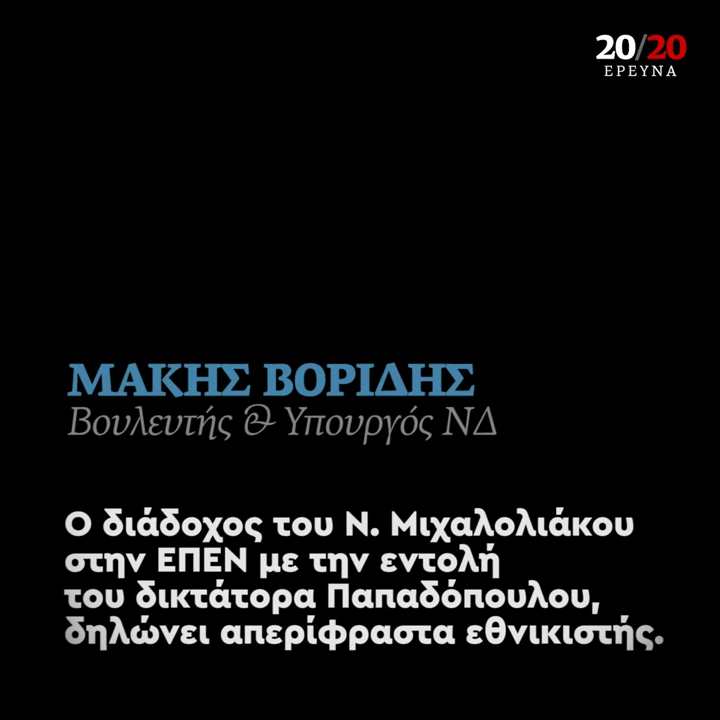 20/20
ΕΡΕΥΝΑ
ΜΑΚΗΣ ΒΟΡΙΔΗΣ
Βουλευτής & Υπουργός ΝΔ
Ο διάδοχος του Ν. Μιχαλολιάκου
στην ΕΠΕΝ με την εντολή
του δικτάτορα Παπαδόπουλου,
δηλώνει απερίφραστα εθνικιστής.